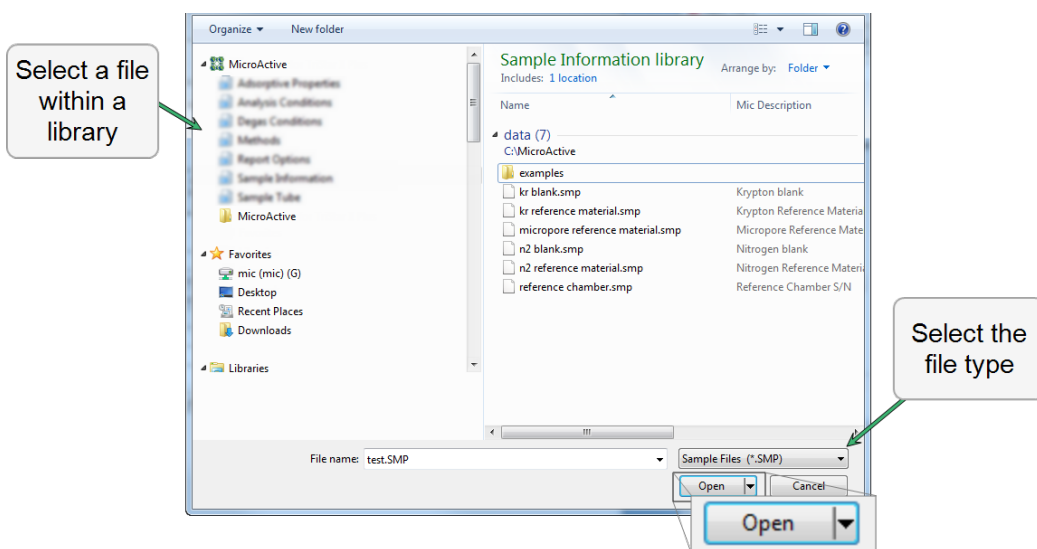 Organize
New folder
Select a file
within a
library
MicroActive
Adsorptive Properties
Analysis Conditions
Degas Conditions
Methods
Report Options
Sample Information
Sample Tube
MicroActive
Favorites
mic (mic) (G)
Desktop
Recent Places
Downloads
Libraries
Sample Information library
Includes: 1 location
Arrange by: Folder
Name Mic Description
data (7)
C:\MicroActive
examples
kr blank.smp Krypton blank
kr reference material.smp Krypton Reference Materia
micropore reference material.smp Micropore Reference Mate
n2 blank.smp Nitrogen blank
n2 reference material.smp Nitrogen Reference Materi
reference chamber.smp Reference Chamber S/N
Select the
file type
File name: test.SMP
Sample Files (*.SMP)
Open Cancel
Open